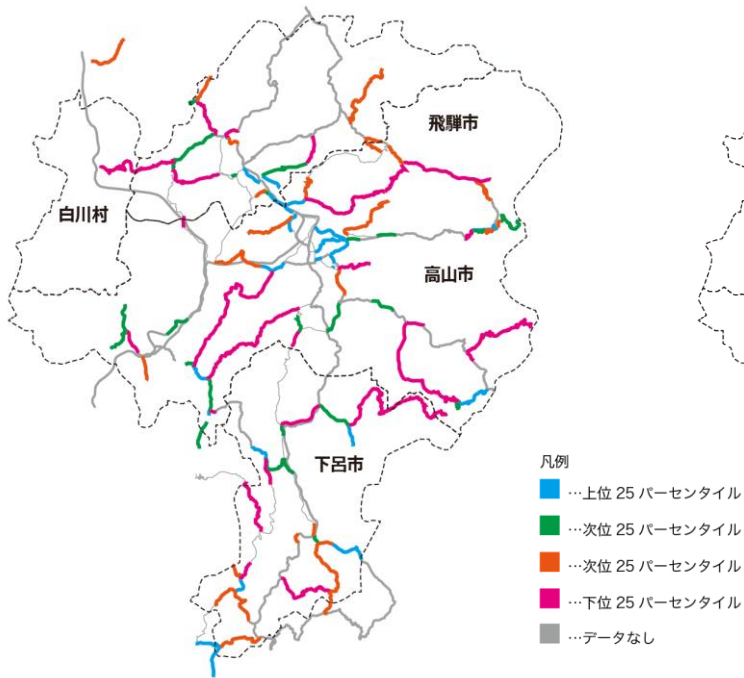 飛騨市
白川村
高山市
下呂市
凡例
…上位 25 パーセンタイル
…次位 25 パーセンタイル
…次位 25 パーセンタイル
…下位 25 パーセンタイル
…データなし